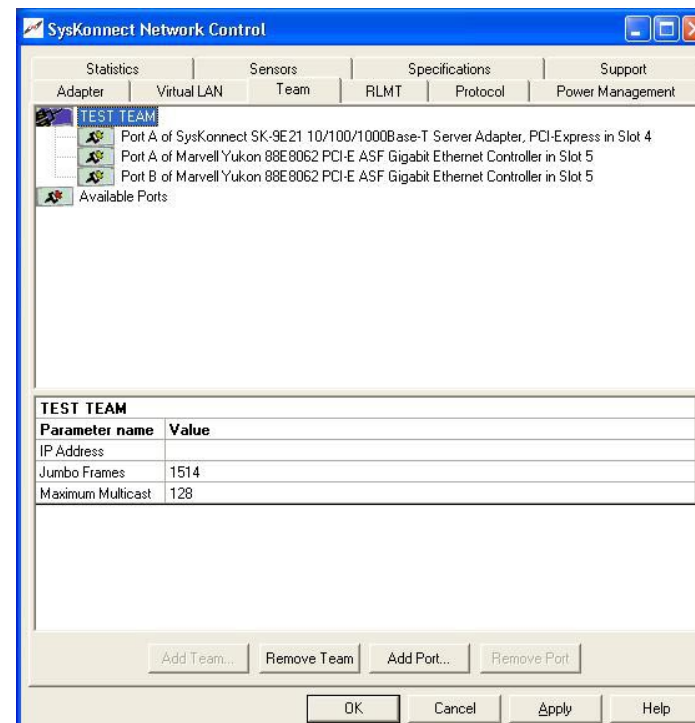 SysKonnect Network Control
Statistics Sensors Specifications Support
Adapter Virtual LAN Team RLMT Protocol Power Management
TEST TEAM
Port A of SysKonnect SK-9E21 10/100/1000Base-T Server Adapter, PCI-Express in Slot 4
Port A of Marvell Yukon 88E8062 PCI-E ASF Gigabit Ethernet Controller in Slot 5
Port B of Marvell Yukon 88E8062 PCI-E ASF Gigabit Ethernet Controller in Slot 5
Available Ports
TEST TEAM
Parameter name Value
IP Address
Jumbo Frames 1514
Maximum Multicast 128
Add Team... Remove Team Add Port... Remove Port
OK Cancel Apply Help